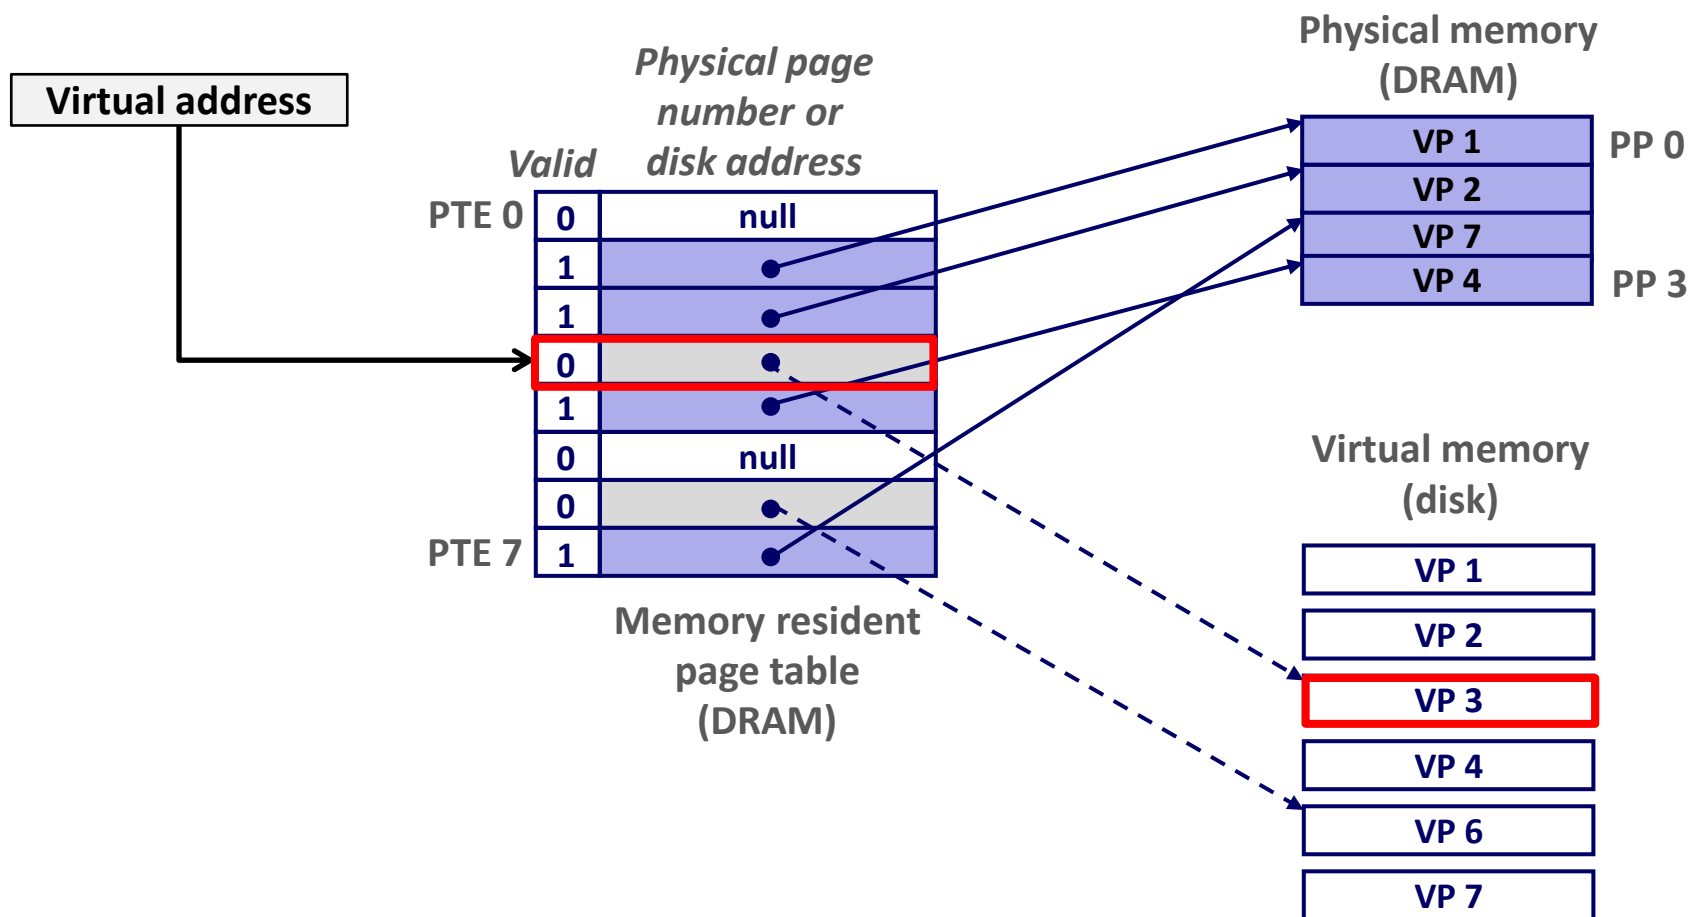 Virtual address
Physical page
number or
disk address
Valid
PTE 0
0 null
1
1
0
1
0 null
0
PTE 7 1
Memory resident
page table
(DRAM)
Physical memory
(DRAM)
VP 1 PP 0
VP 2
VP 7
VP 4 PP 3
Virtual memory
(disk)
VP 1
VP 2
VP 3
VP 4
VP 6
VP 7